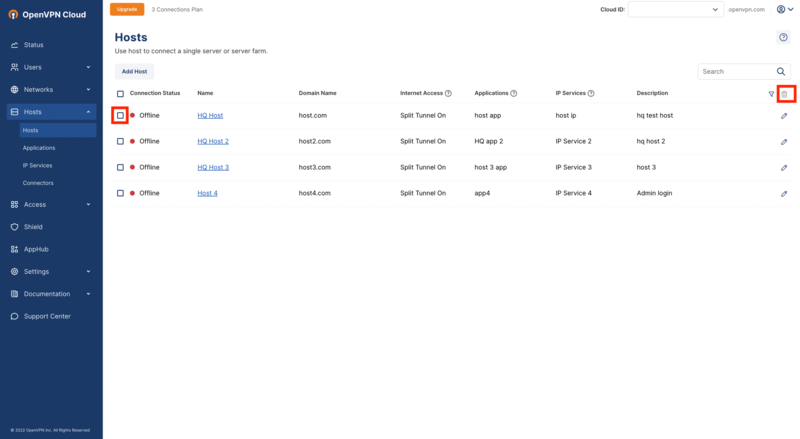 OpenVPN Cloud
Upgrade 3 Connections Plan
Cloud ID: .openvpn.com
Status
Users
Networks
Hosts
Hosts
Applications
IP Services
Connectors
Access
Shield
AppHub
Settings
Documentation
Support Center
© 2022 OpenVPN Inc. All Rights Reserved
Hosts
Use host to connect a single server or server farm.
Add Host
Search
Connection Status Name Domain Name Internet Access ? Applications ? IP Services ? Description
Offline HQ Host host.com Split Tunnel On host app host ip hq test host
Offline HQ Host 2 host2.com Split Tunnel On HQ app 2 IP Service 2 hq host 2
Offline HQ Host 3 host3.com Split Tunnel On host 3 app IP Service 3 host 3
Offline Host 4 host4.com Split Tunnel On app4 IP Service 4 Admin login